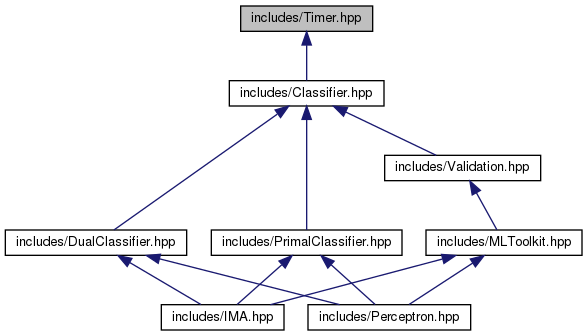 includes/Timer.hpp
includes/Classifier.hpp
includes/Validation.hpp
includes/DualClassifier.hpp
includes/PrimalClassifier.hpp
includes/MLToolkit.hpp
includes/IMA.hpp
includes/Perceptron.hpp